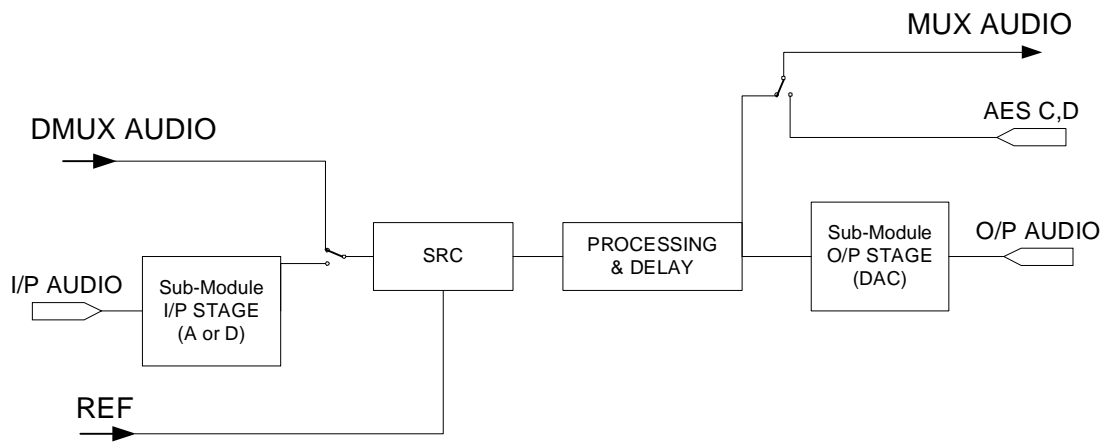 MUX AUDIO
AES C,D
DMUX AUDIO
SRC
PROCESSING
& DELAY
Sub-Module
O/P STAGE
(DAC)
O/P AUDIO
I/P AUDIO
Sub-Module
I/P STAGE
(A or D)
REF